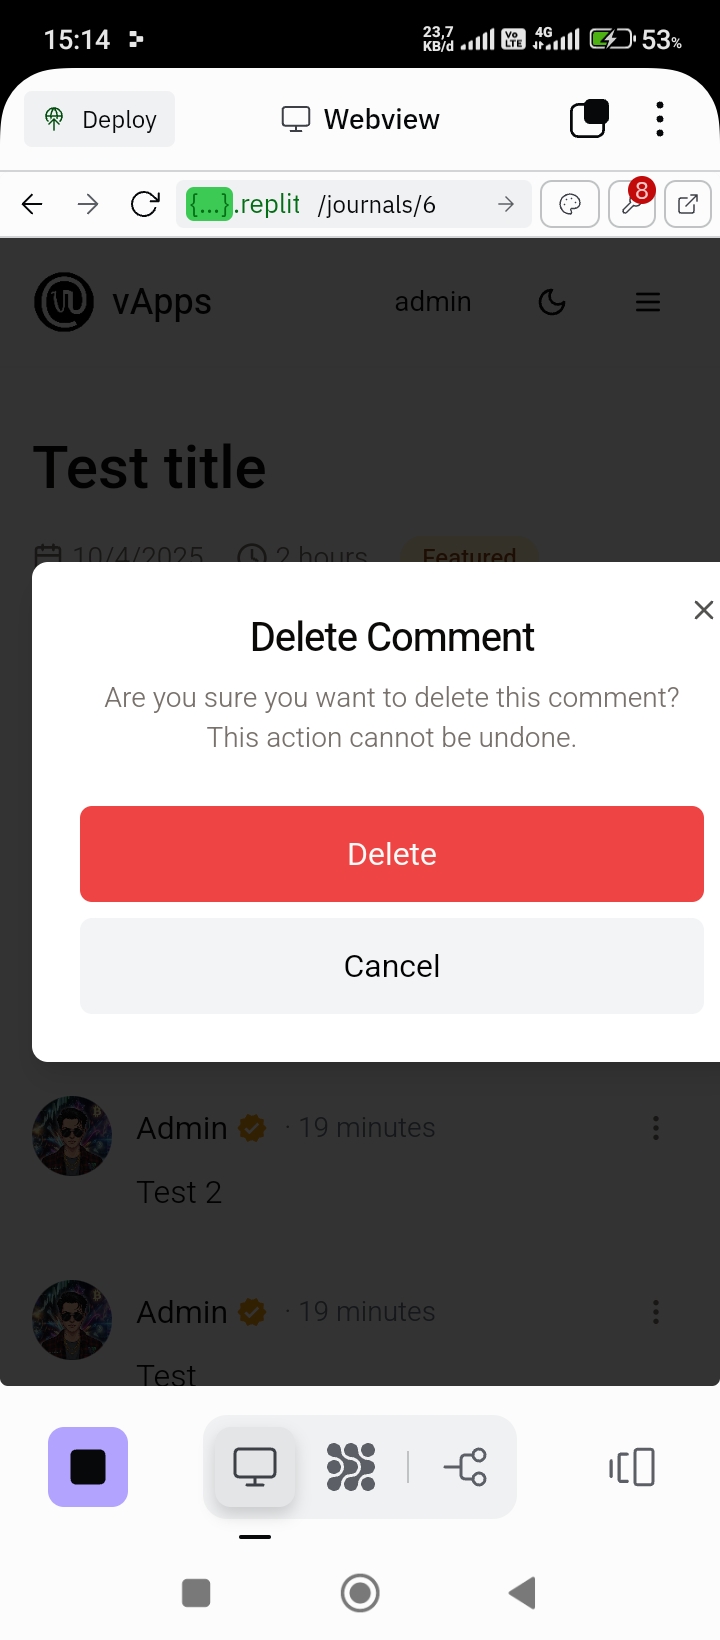 15:14
23,7 KB/d
Vo LTE
4G
53%
Deploy
Webview
{...}.replit /journals/6
8
vApps
admin
Test title
10/4/2025
2 hours
Featured
Delete Comment
Are you sure you want to delete this comment?
This action cannot be undone.
Delete
Cancel
Admin · 19 minutes
Test 2
Admin · 19 minutes
Test